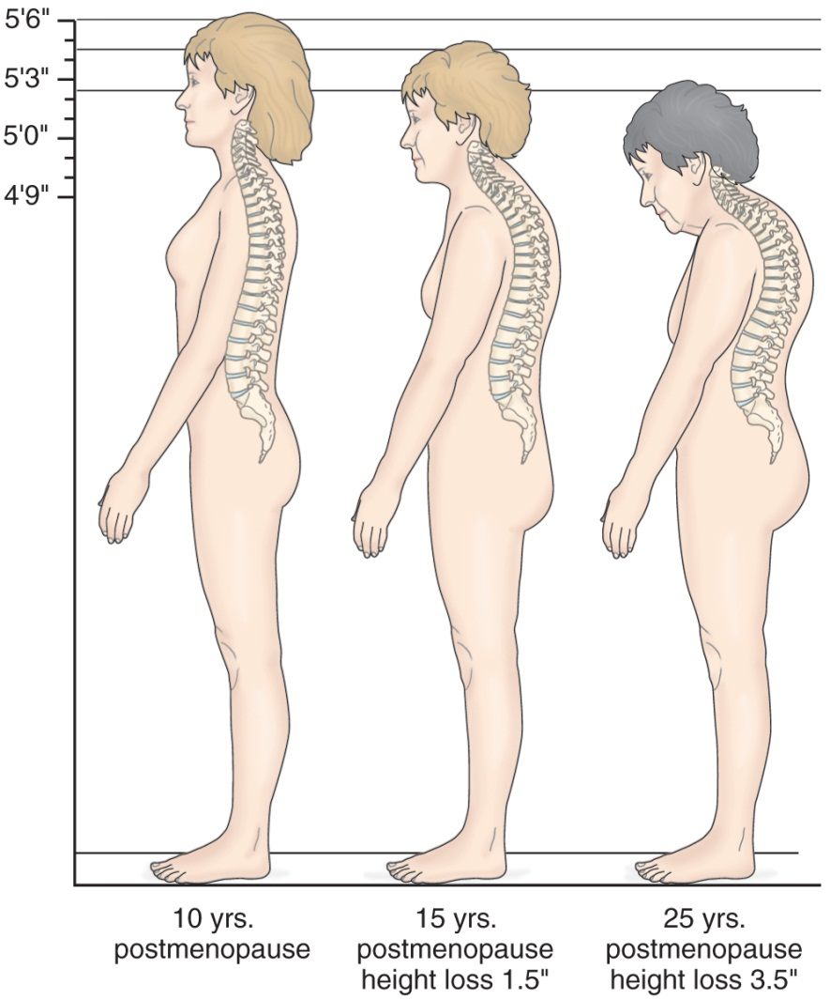 5'6"
5'3"
5'0"
4'9"
10 yrs.
postmenopause
15 yrs.
postmenopause
height loss 1.5"
25 yrs.
postmenopause
height loss 3.5"